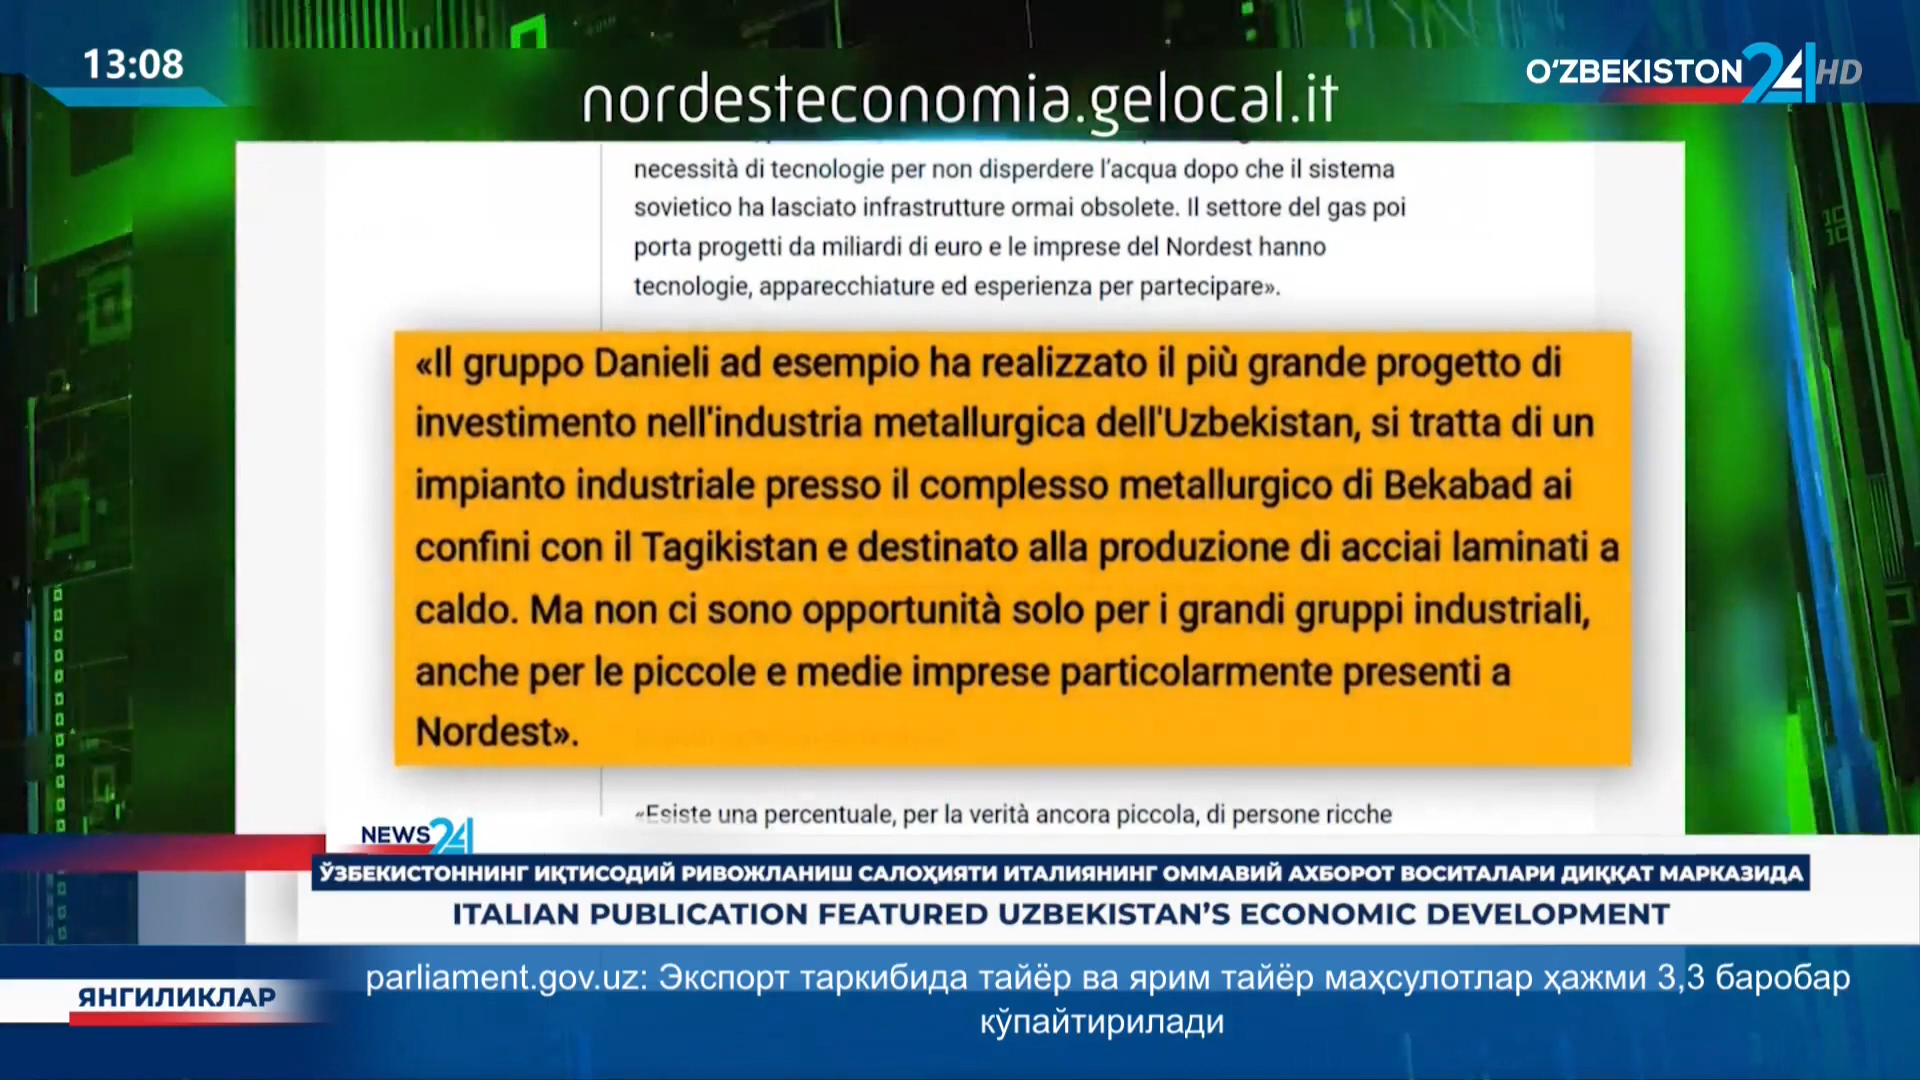 13:08
O‘ZBEKISTON 24 HD
nordesteconomia.gelocal.it
necessità di tecnologie per non disperdere l’acqua dopo che il sistema
sovietico ha lasciato infrastrutture ormai obsolete. Il settore del gas poi
porta progetti da miliardi di euro e le imprese del Nordest hanno
tecnologie, apparecchiature ed esperienza per partecipare».
«Il gruppo Danieli ad esempio ha realizzato il più grande progetto di
investimento nell'industria metallurgica dell'Uzbekistan, si tratta di un
impianto industriale presso il complesso metallurgico di Bekabad ai
confini con il Tagikistan e destinato alla produzione di acciai laminati a
caldo. Ma non ci sono opportunità solo per i grandi gruppi industriali,
anche per le piccole e medie imprese particolarmente presenti a
Nordest».
«Esiste una percentuale, per la verità ancora piccola, di persone ricche
NEWS 24
ЎЗБЕКИСТОННИНГ ИҚТИСОДИЙ РИВОЖЛАНИШ САЛОҲИЯТИ ИТАЛИЯНИНГ ОММАВИЙ АХБОРОТ ВОСИТАЛАРИ ДИҚҚАТ МАРКАЗИДА
ITALIAN PUBLICATION FEATURED UZBEKISTAN’S ECONOMIC DEVELOPMENT
ЯНГИЛИКЛАР
parliament.gov.uz: Экспорт таркибида тайёр ва ярим тайёр маҳсулотлар ҳажми 3,3 баробар
кўпайтирилади